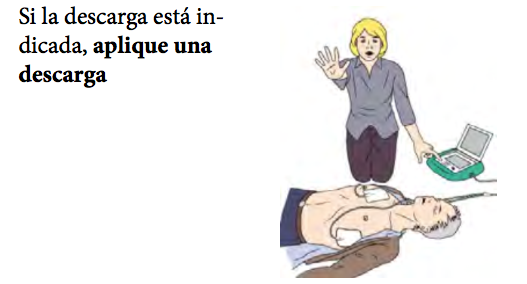 Si la descarga está in-
dicada, aplique una
descarga